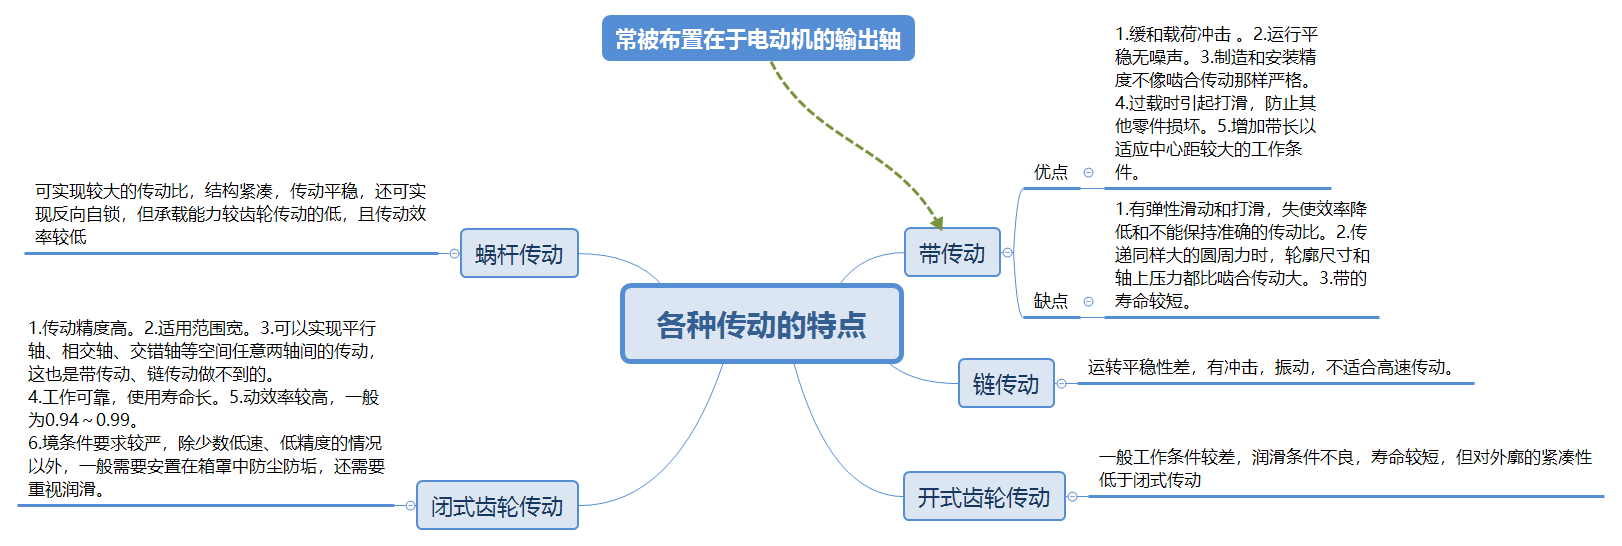 常被布置在于电动机的输出轴
各种传动的特点
带传动
优点
1.缓和载荷冲击 。2.运行平
稳无噪声。3.制造和安装精
度不像啮合传动那样严格。
4.过载时引起打滑，防止其
他零件损坏。5.增加带长以
适应中心距较大的工作条
件。
缺点
1.有弹性滑动和打滑，失使效率降
低和不能保持准确的传动比。2.传
递同样大的圆周力时，轮廓尺寸和
轴上压力都比啮合传动大。3.带的
寿命较短。
链传动
运转平稳性差，有冲击，振动，不适合高速传动。
开式齿轮传动
一般工作条件较差，润滑条件不良，寿命较短，但对外廓的紧凑性
低于闭式传动
蜗杆传动
可实现较大的传动比，结构紧凑，传动平稳，还可实
现反向自锁，但承载能力较齿轮传动的低，且传动效
率较低
闭式齿轮传动
1.传动精度高。2.适用范围宽。3.可以实现平行
轴、相交轴、交错轴等空间任意两轴间的传动，
这也是带传动、链传动做不到的。
4.工作可靠，使用寿命长。5.动效率较高，一般
为0.94～0.99。
6.境条件要求较严，除少数低速、低精度的情况
以外，一般需要安置在箱罩中防尘防垢，还需要
重视润滑。